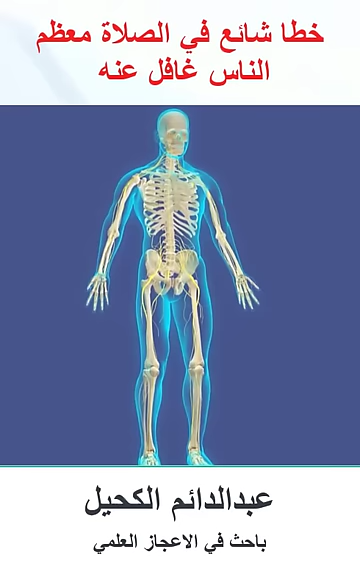 خطا شائع في الصلاة معظم
الناس غافل عنه
عبدالدائم الكحيل
باحث في الاعجاز العلمي